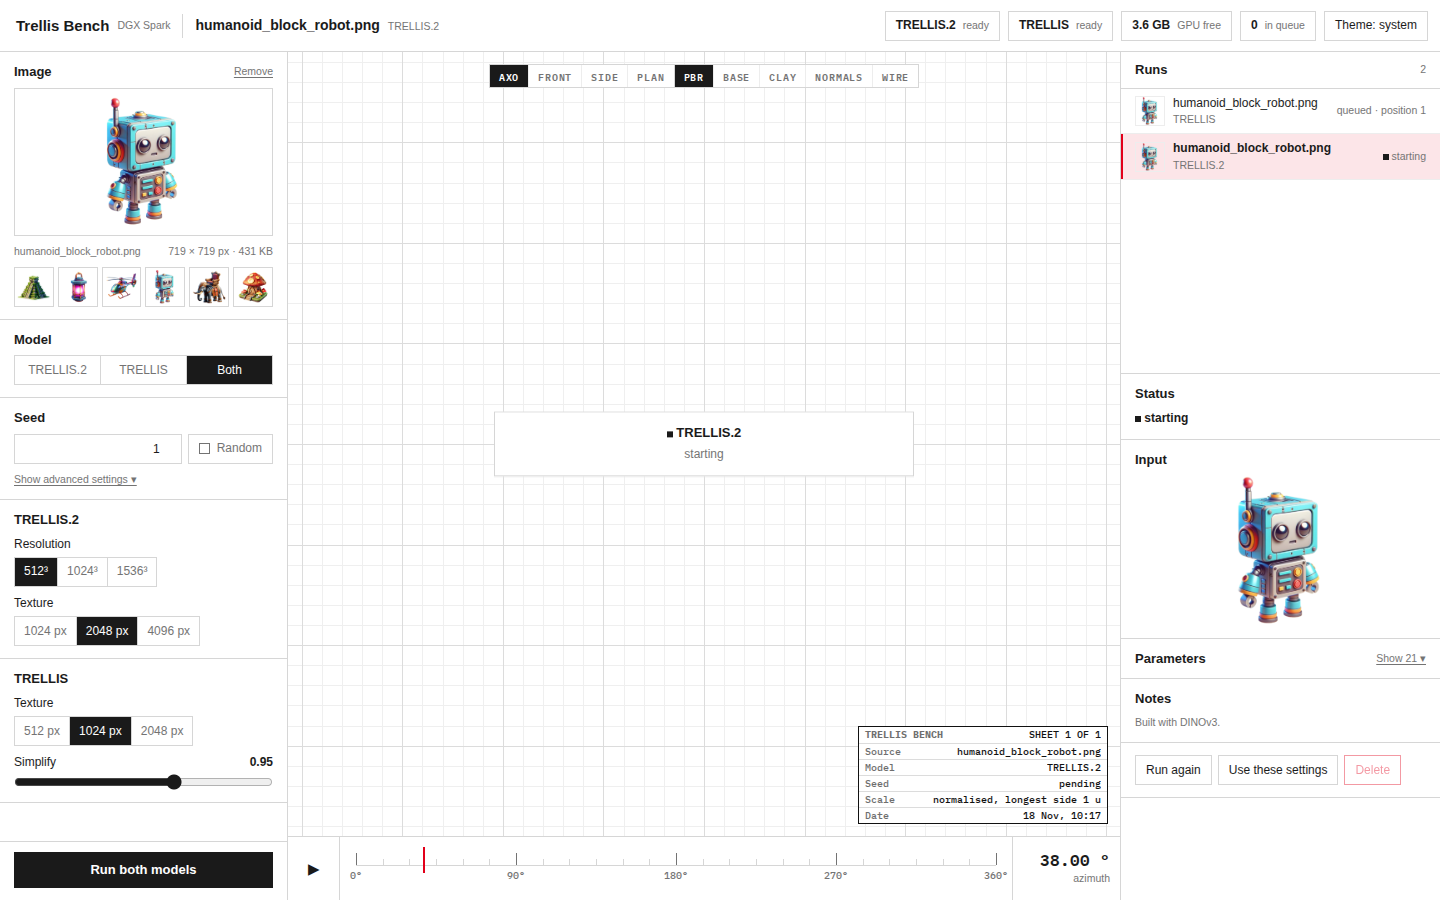 Trellis Bench DGX Spark humanoid_block_robot.png TRELLIS.2 TRELLIS.2 ready TRELLIS ready 3.6 GB GPU free 0 in queue Theme: system
Image Remove
humanoid_block_robot.png 719 × 719 px · 431 KB
Model
TRELLIS.2 TRELLIS Both
Seed
1 Random
Show advanced settings ▾
TRELLIS.2
Resolution
512³ 1024³ 1536³
Texture
1024 px 2048 px 4096 px
TRELLIS
Texture
512 px 1024 px 2048 px
Simplify 0.95
Run both models
AXO FRONT SIDE PLAN PBR BASE CLAY NORMALS WIRE
TRELLIS.2
starting
TRELLIS BENCH SHEET 1 OF 1
Source humanoid_block_robot.png
Model TRELLIS.2
Seed pending
Scale normalised, longest side 1 u
Date 18 Nov, 10:17
▶ 0° 90° 180° 270° 360°
38.00 °
azimuth
Runs 2
humanoid_block_robot.png
TRELLIS
queued · position 1
humanoid_block_robot.png
TRELLIS.2
starting
Status
starting
Input
Parameters Show 21 ▾
Notes
Built with DINOv3.
Run again Use these settings Delete